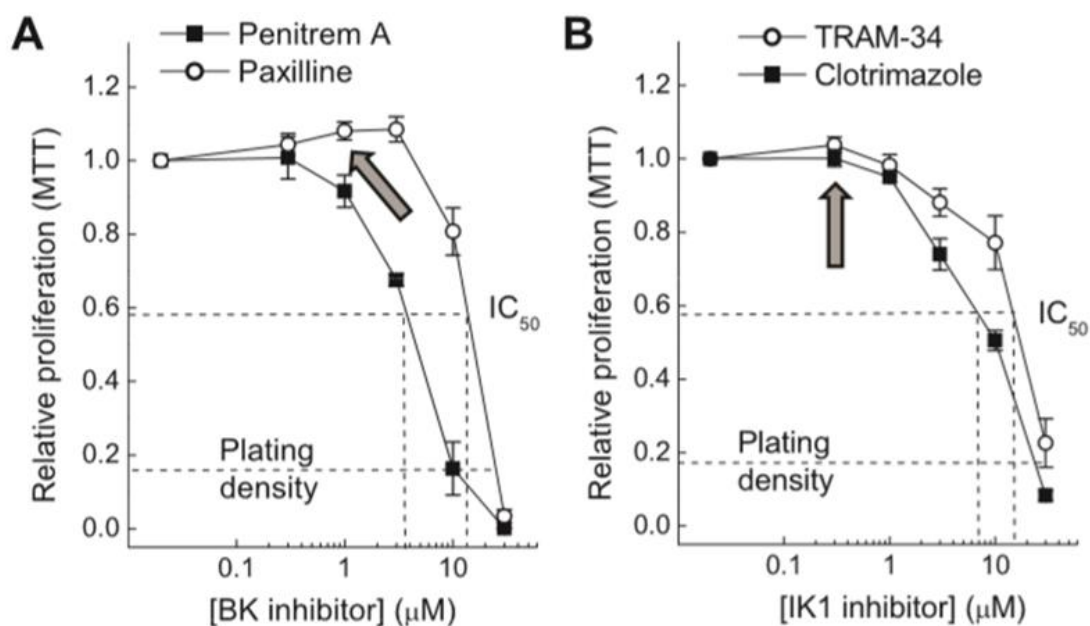 A
Penitrem A
Paxilline
Relative proliferation (MTT)
1.2
1.0
0.8
0.6
0.4
0.2
0.0
IC50
Plating
density
0.1
1
10
[BK inhibitor] (μM)
B
TRAM-34
Clotrimazole
Relative proliferation (MTT)
1.2
1.0
0.8
0.6
0.4
0.2
0.0
IC50
Plating
density
0.1
1
10
[IK1 inhibitor] (μM)